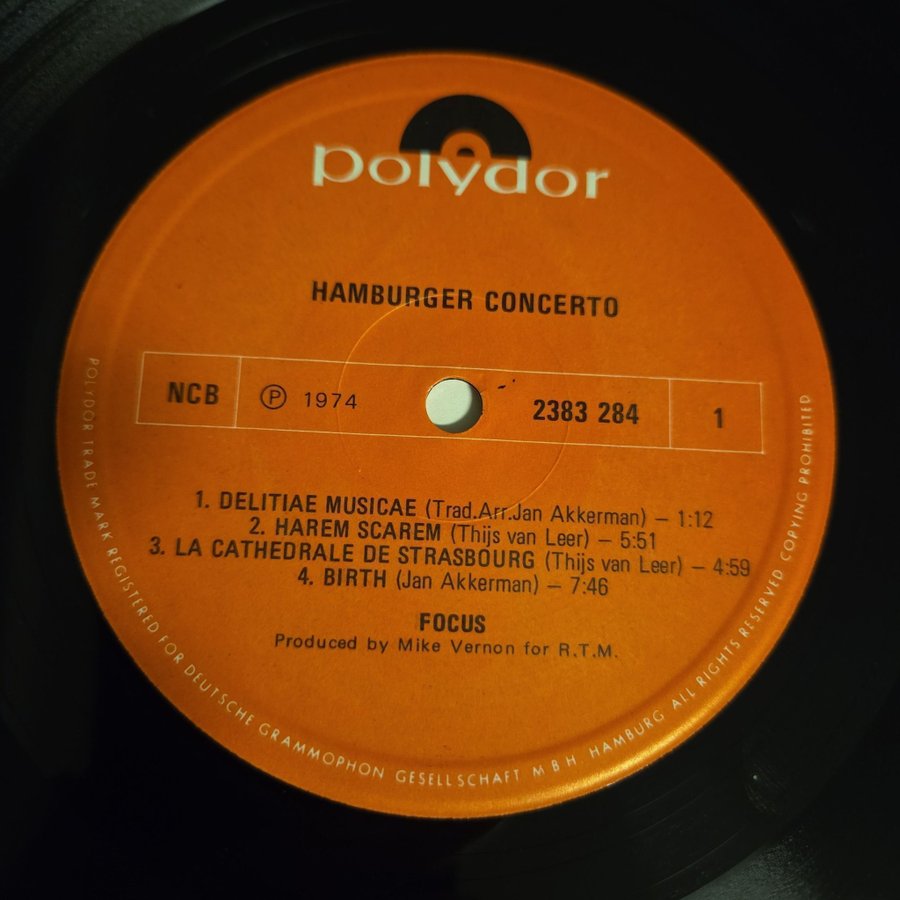 polydor
HAMBURGER CONCERTO
NCB ℗ 1974 2383 284 1
1. DELITIAE MUSICAE (Trad.Arr.Jan Akkerman) – 1:12
2. HAREM SCAREM (Thijs van Leer) – 5:51
3. LA CATHEDRALE DE STRASBOURG (Thijs van Leer) – 4:59
4. BIRTH (Jan Akkerman) – 7:46
FOCUS
Produced by Mike Vernon for R.T.M.
POLYDOR TRADE MARK REGISTERED FOR DEUTSCHE GRAMMOPHON GESELLSCHAFT MBH HAMBURG ALL RIGHTS RESERVED COPYING PROHIBITED